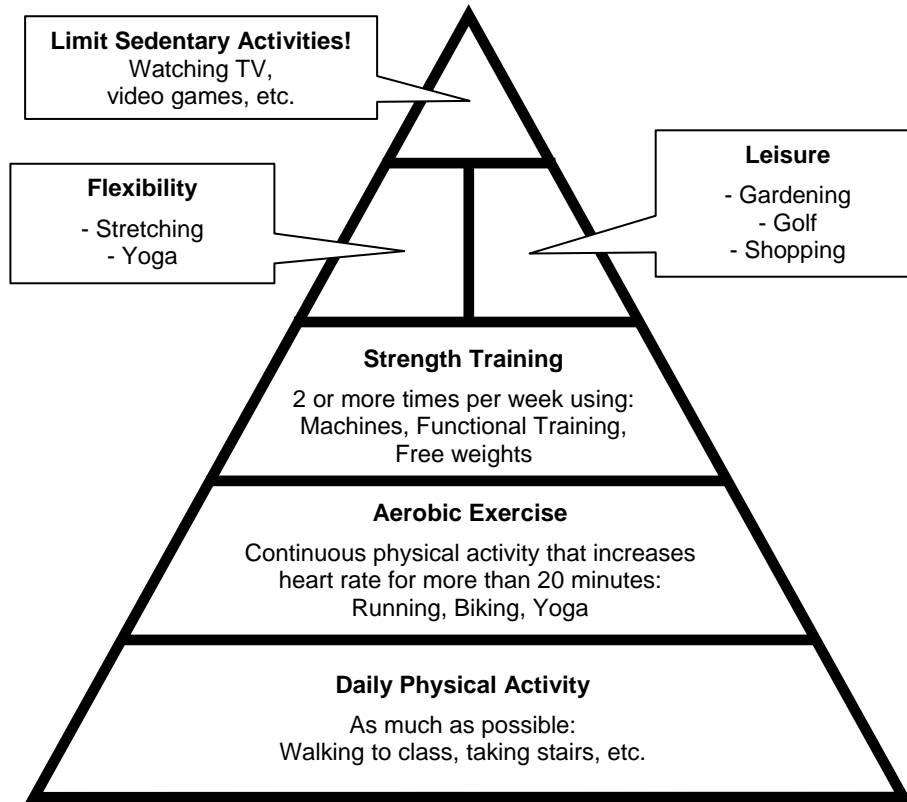 Limit Sedentary Activities!
Watching TV,
video games, etc.
Flexibility
- Stretching
- Yoga
Leisure
- Gardening
- Golf
- Shopping
Strength Training
2 or more times per week using:
Machines, Functional Training,
Free weights
Aerobic Exercise
Continuous physical activity that increases
heart rate for more than 20 minutes:
Running, Biking, Yoga
Daily Physical Activity
As much as possible:
Walking to class, taking stairs, etc.